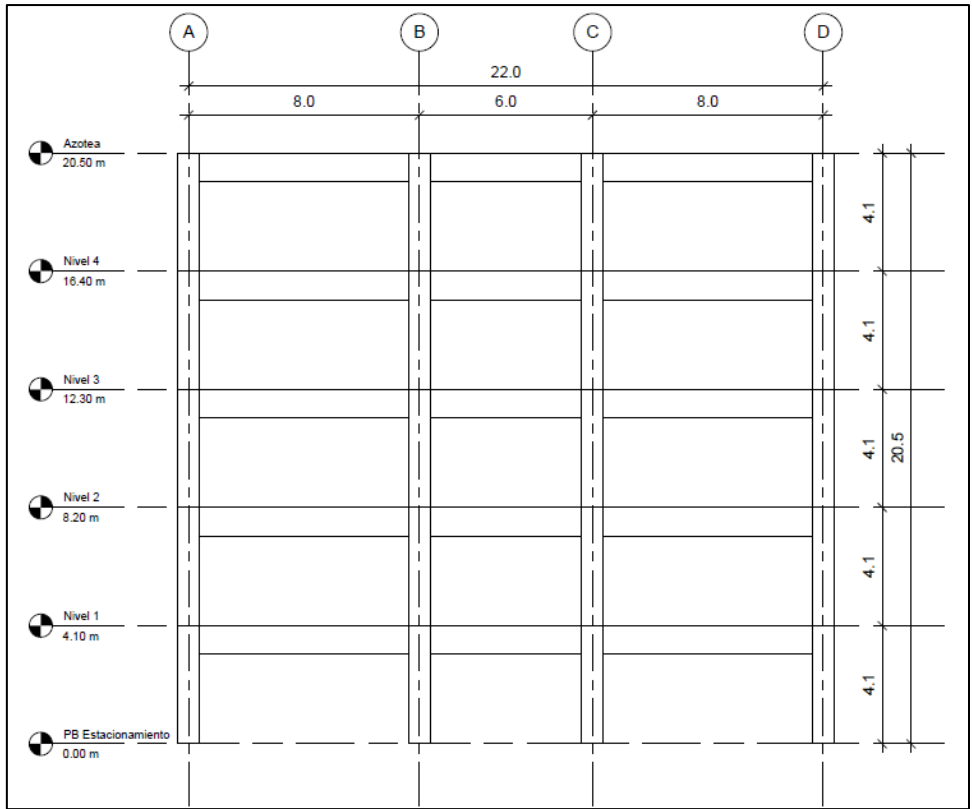 A
B
C
D
22.0
8.0
6.0
8.0
Azotea
20.50 m
4.1
Nivel 4
16.40 m
4.1
Nivel 3
12.30 m
4.1
20.5
Nivel 2
8.20 m
4.1
Nivel 1
4.10 m
4.1
PB Estacionamiento
0.00 m